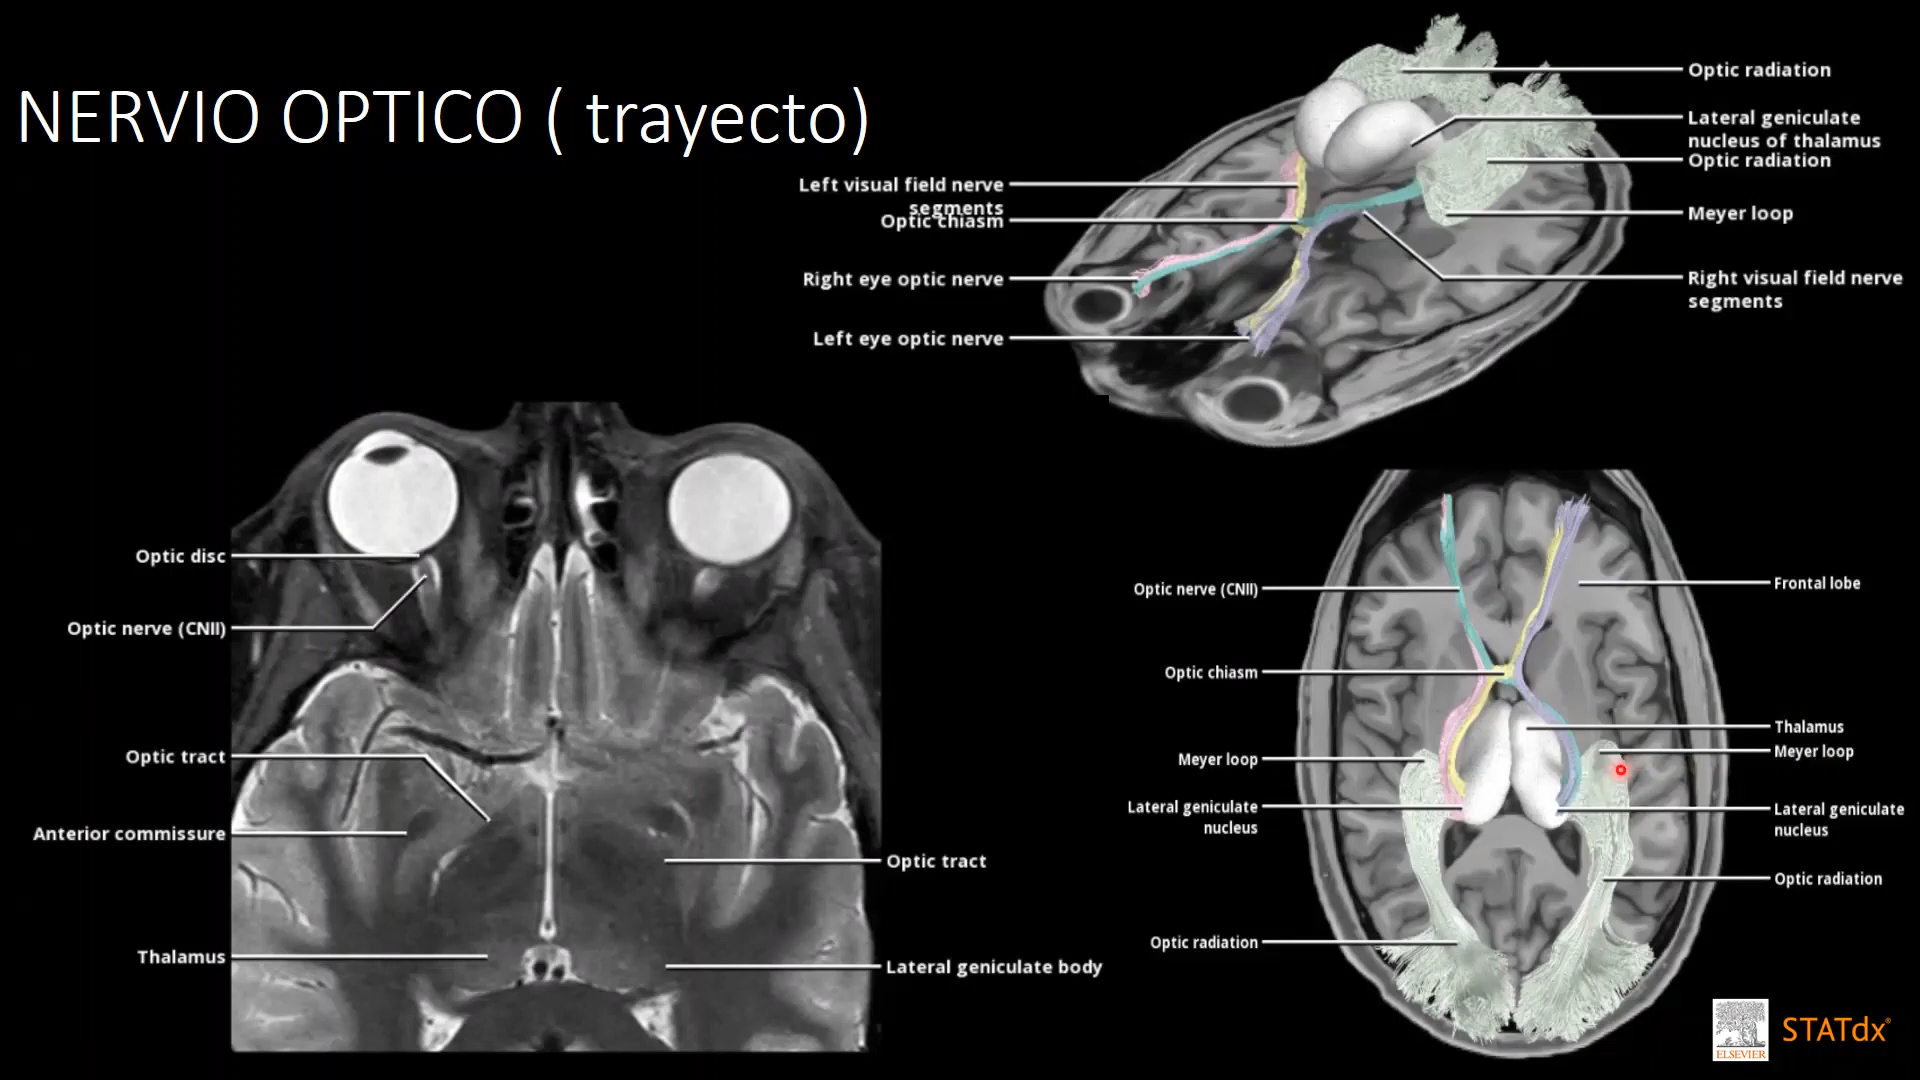 NERVIO OPTICO ( trayecto)
Left visual field nerve
segments
Optic chiasm
Right eye optic nerve
Left eye optic nerve
Optic radiation
Lateral geniculate
nucleus of thalamus
Optic radiation
Meyer loop
Right visual field nerve
segments
Optic disc
Optic nerve (CNII)
Optic tract
Anterior commissure
Thalamus
Optic tract
Lateral geniculate body
Optic nerve (CNII)
Optic chiasm
Meyer loop
Lateral geniculate
nucleus
Optic radiation
Frontal lobe
Thalamus
Meyer loop
Lateral geniculate
nucleus
Optic radiation
ELSEVIER
STATdx®